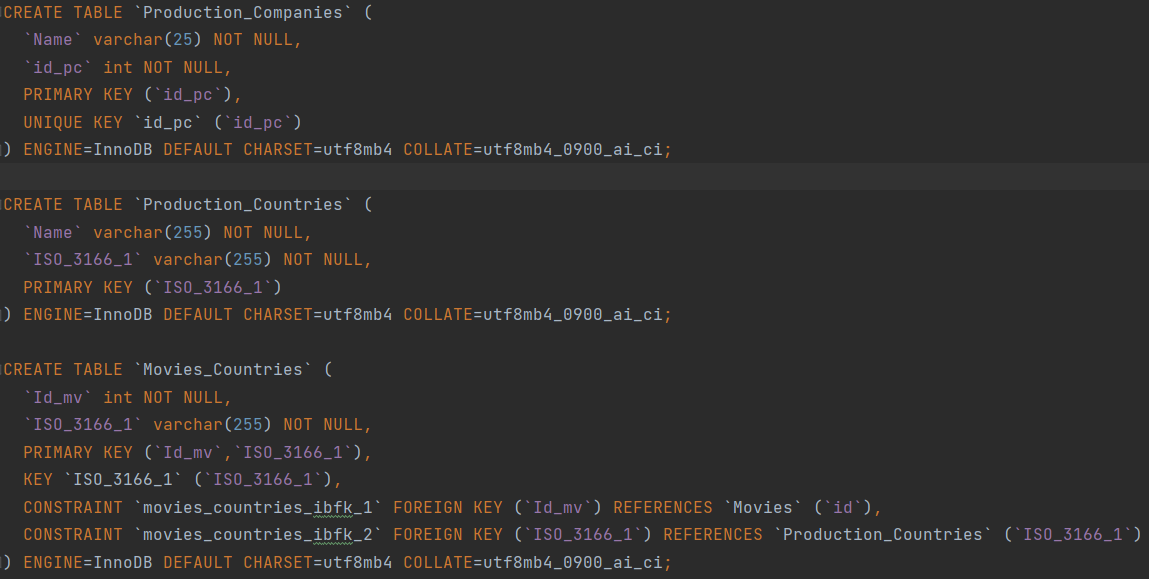 CREATE TABLE `Production_Companies` (
`Name` varchar(25) NOT NULL,
`id_pc` int NOT NULL,
PRIMARY KEY (`id_pc`),
UNIQUE KEY `id_pc` (`id_pc`)
) ENGINE=InnoDB DEFAULT CHARSET=utf8mb4 COLLATE=utf8mb4_0900_ai_ci;
CREATE TABLE `Production_Countries` (
`Name` varchar(255) NOT NULL,
`ISO_3166_1` varchar(255) NOT NULL,
PRIMARY KEY (`ISO_3166_1`)
) ENGINE=InnoDB DEFAULT CHARSET=utf8mb4 COLLATE=utf8mb4_0900_ai_ci;
CREATE TABLE `Movies_Countries` (
`Id_mv` int NOT NULL,
`ISO_3166_1` varchar(255) NOT NULL,
PRIMARY KEY (`Id_mv`,`ISO_3166_1`),
KEY `ISO_3166_1` (`ISO_3166_1`),
CONSTRAINT `movies_countries_ibfk_1` FOREIGN KEY (`Id_mv`) REFERENCES `Movies` (`id`),
CONSTRAINT `movies_countries_ibfk_2` FOREIGN KEY (`ISO_3166_1`) REFERENCES `Production_Countries` (`ISO_3166_1`)
) ENGINE=InnoDB DEFAULT CHARSET=utf8mb4 COLLATE=utf8mb4_0900_ai_ci;